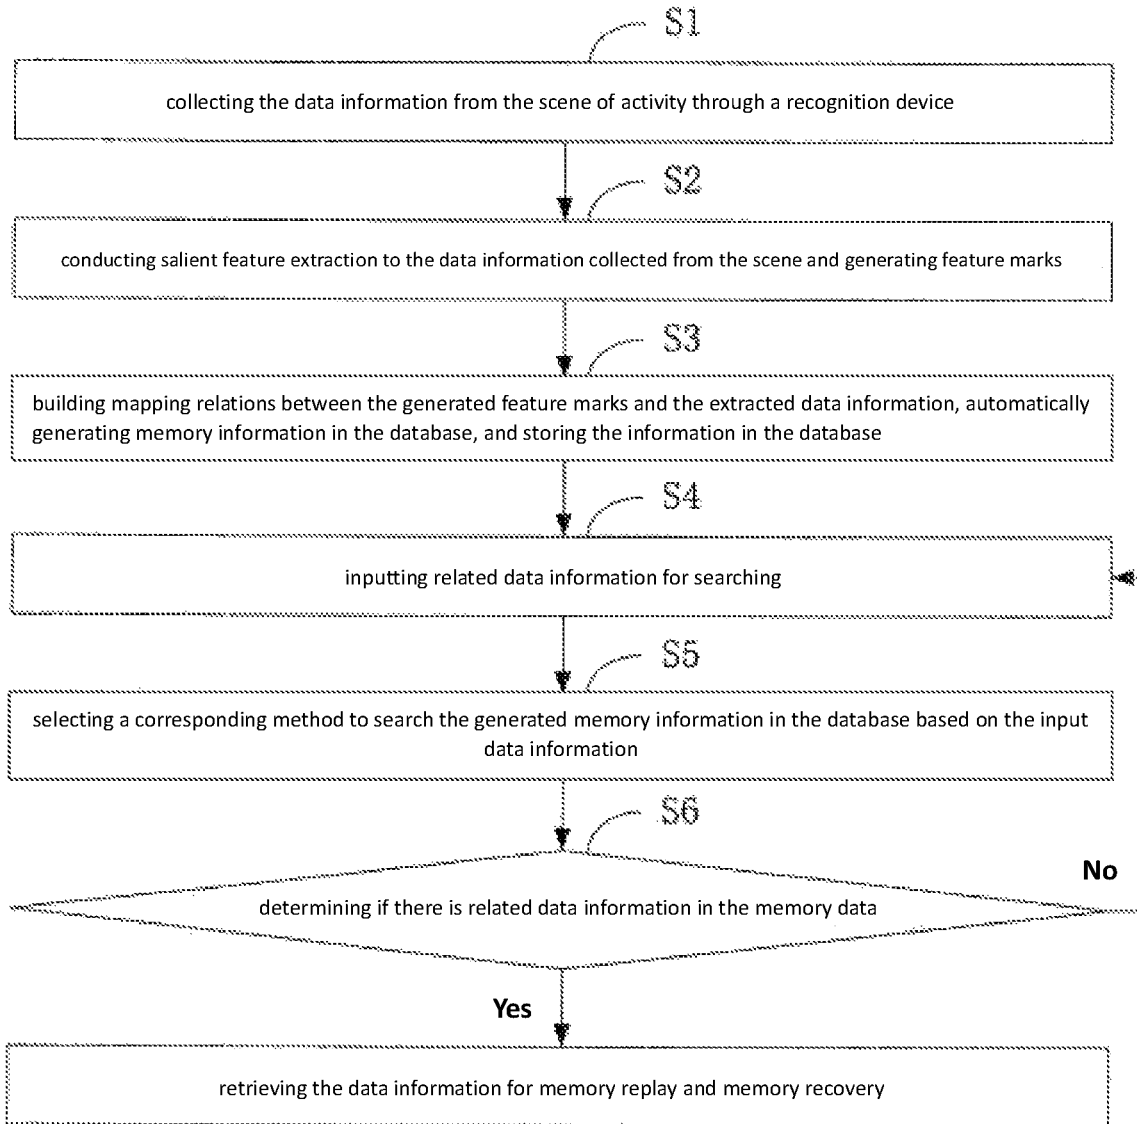 S1
collecting the data information from the scene of activity through a recognition device
S2
conducting salient feature extraction to the data information collected from the scene and generating feature marks
S3
building mapping relations between the generated feature marks and the extracted data information, automatically
generating memory information in the database, and storing the information in the database
S4
inputting related data information for searching
S5
selecting a corresponding method to search the generated memory information in the database based on the input
data information
S6
No
determining if there is related data information in the memory data
Yes
retrieving the data information for memory replay and memory recovery